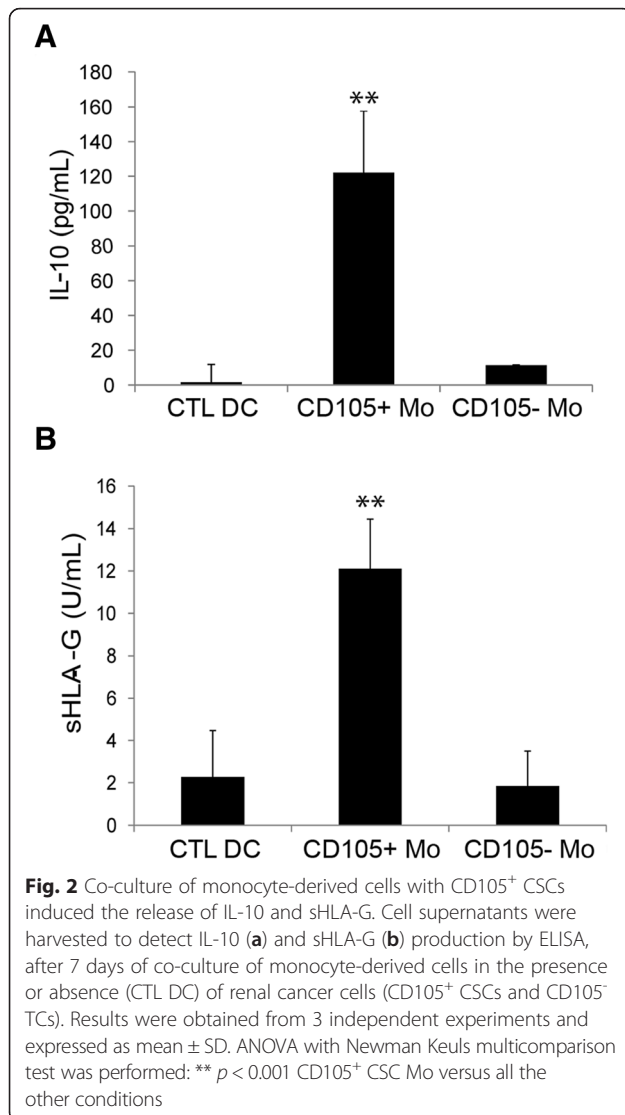 A
180
160
140
120
100
80
60
40
20
0
IL-10 (pg/mL)
**
CTL DC CD105+ Mo CD105- Mo
B
16
14
12
10
8
6
4
2
0
sHLA-G (U/mL)
**
CTL DC CD105+ Mo CD105- Mo
Fig. 2 Co-culture of monocyte-derived cells with CD105⁺ CSCs
induced the release of IL-10 and sHLA-G. Cell supernatants were
harvested to detect IL-10 (a) and sHLA-G (b) production by ELISA,
after 7 days of co-culture of monocyte-derived cells in the presence
or absence (CTL DC) of renal cancer cells (CD105⁺ CSCs and CD105⁻
TCs). Results were obtained from 3 independent experiments and
expressed as mean ± SD. ANOVA with Newman Keuls multicomparison
test was performed: ** p < 0.001 CD105⁺ CSC Mo versus all the
other conditions